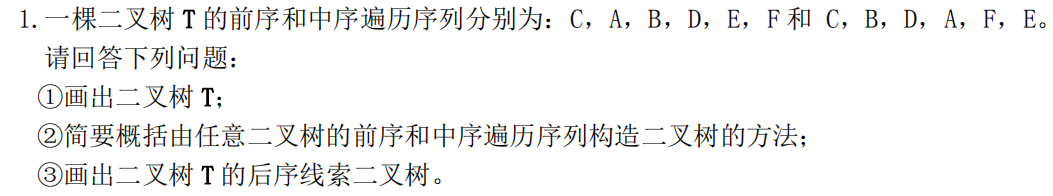 1. 一棵二叉树 T 的前序和中序遍历序列分别为：C，A，B，D，E，F 和 C，B，D，A，F，E。
请回答下列问题：
①画出二叉树 T；
②简要概括由任意二叉树的前序和中序遍历序列构造二叉树的方法；
③画出二叉树 T 的后序线索二叉树。